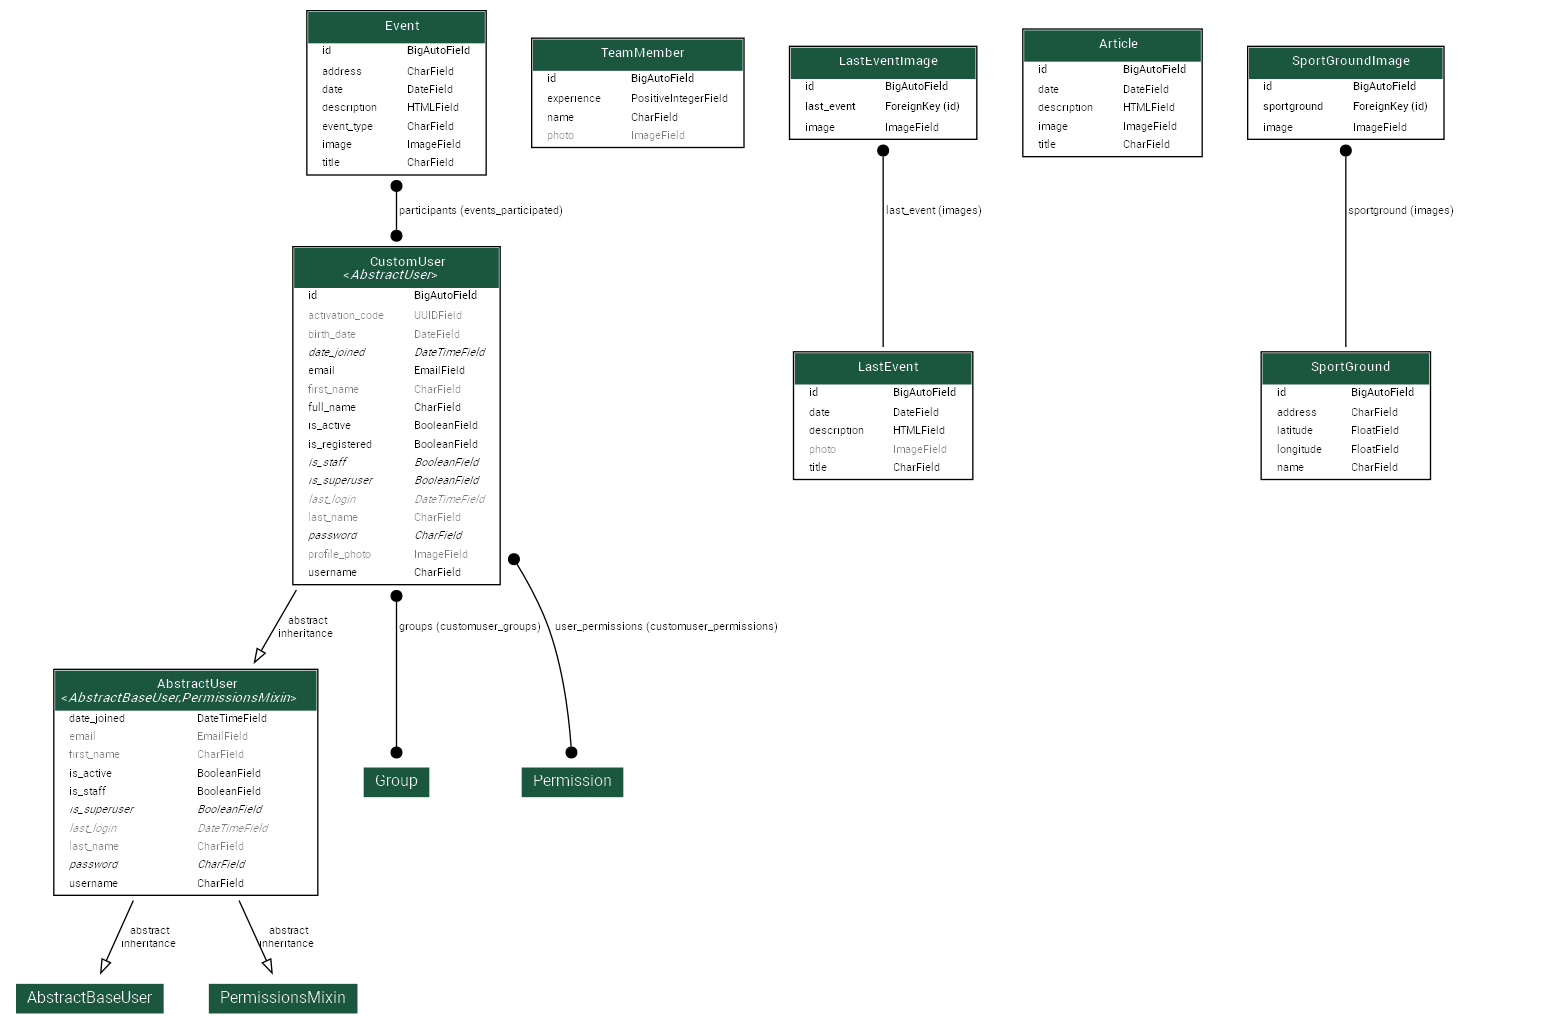 Event
id BigAutoField
address CharField
date DateField
description HTMLField
event_type CharField
image ImageField
title CharField
TeamMember
id BigAutoField
experience PositiveIntegerField
name CharField
photo ImageField
LastEventImage
id BigAutoField
last_event ForeignKey (id)
image ImageField
Article
id BigAutoField
date DateField
description HTMLField
image ImageField
title CharField
SportGroundImage
id BigAutoField
sportground ForeignKey (id)
image ImageField
participants (events_participated)
last_event (images)
sportground (images)
CustomUser
<AbstractUser>
id BigAutoField
activation_code UUIDField
birth_date DateField
date_joined DateTimeField
email EmailField
first_name CharField
full_name CharField
is_active BooleanField
is_registered BooleanField
is_staff BooleanField
is_superuser BooleanField
last_login DateTimeField
last_name CharField
password CharField
profile_photo ImageField
username CharField
LastEvent
id BigAutoField
date DateField
description HTMLField
photo ImageField
title CharField
SportGround
id BigAutoField
address CharField
latitude FloatField
longitude FloatField
name CharField
abstract
inheritance
groups (customuser_groups)
user_permissions (customuser_permissions)
AbstractUser
<AbstractBaseUser,PermissionsMixin>
date_joined DateTimeField
email EmailField
first_name CharField
is_active BooleanField
is_staff BooleanField
is_superuser BooleanField
last_login DateTimeField
last_name CharField
password CharField
username CharField
Group
Permission
abstract
inheritance
abstract
inheritance
AbstractBaseUser
PermissionsMixin